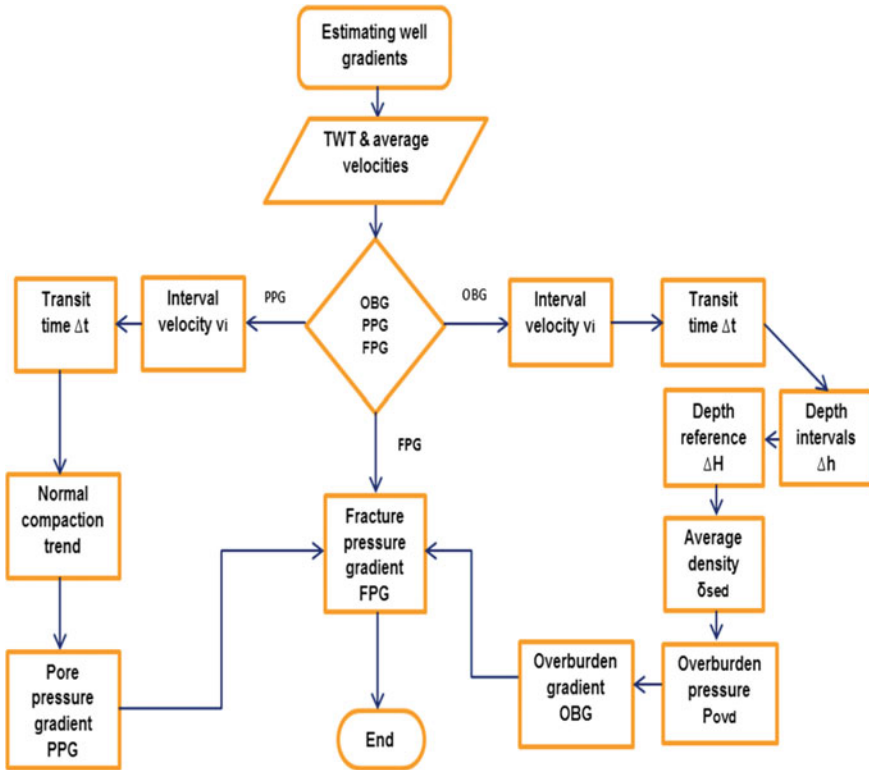 Estimating well
gradients
TWT & average
velocities
OBG
PPG
FPG
PPG
Interval
velocity vi
Transit
time Δt
Normal
compaction
trend
Pore
pressure
gradient
PPG
OBG
Interval
velocity vi
Transit
time Δt
Depth
intervals
Δh
Depth
reference
ΔH
Average
density
δsed
Overburden
pressure
Povd
Overburden
gradient
OBG
FPG
Fracture
pressure
gradient
FPG
End